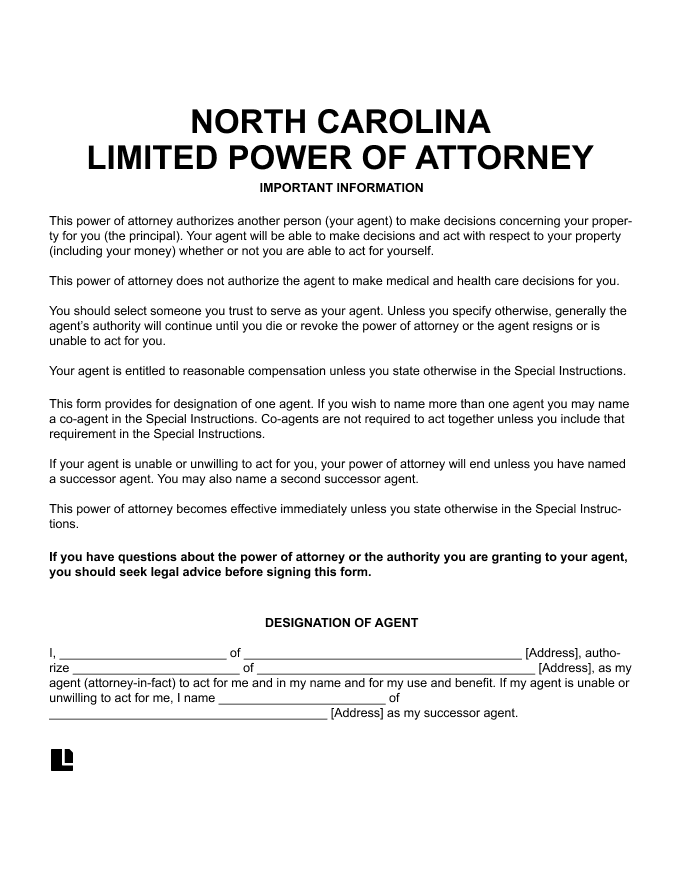 NORTH CAROLINA
LIMITED POWER OF ATTORNEY
IMPORTANT INFORMATION
This power of attorney authorizes another person (your agent) to make decisions concerning your proper-
ty for you (the principal). Your agent will be able to make decisions and act with respect to your property
(including your money) whether or not you are able to act for yourself.
This power of attorney does not authorize the agent to make medical and health care decisions for you.
You should select someone you trust to serve as your agent. Unless you specify otherwise, generally the
agent's authority will continue until you die or revoke the power of attorney or the agent resigns or is
unable to act for you.
Your agent is entitled to reasonable compensation unless you state otherwise in the Special Instructions.
This form provides for designation of one agent. If you wish to name more than one agent you may name
a co-agent in the Special Instructions. Co-agents are not required to act together unless you include that
requirement in the Special Instructions.
If your agent is unable or unwilling to act for you, your power of attorney will end unless you have named
a successor agent. You may also name a second successor agent.
This power of attorney becomes effective immediately unless you state otherwise in the Special Instruc-
tions.
If you have questions about the power of attorney or the authority you are granting to your agent,
you should seek legal advice before signing this form.
DESIGNATION OF AGENT
I, ________________________ of ________________________________________ [Address], autho-
rize ________________________ of ________________________________________ [Address], as my
agent (attorney-in-fact) to act for me and in my name and for my use and benefit. If my agent is unable or
unwilling to act for me, I name ________________________ of
________________________________________ [Address] as my successor agent.